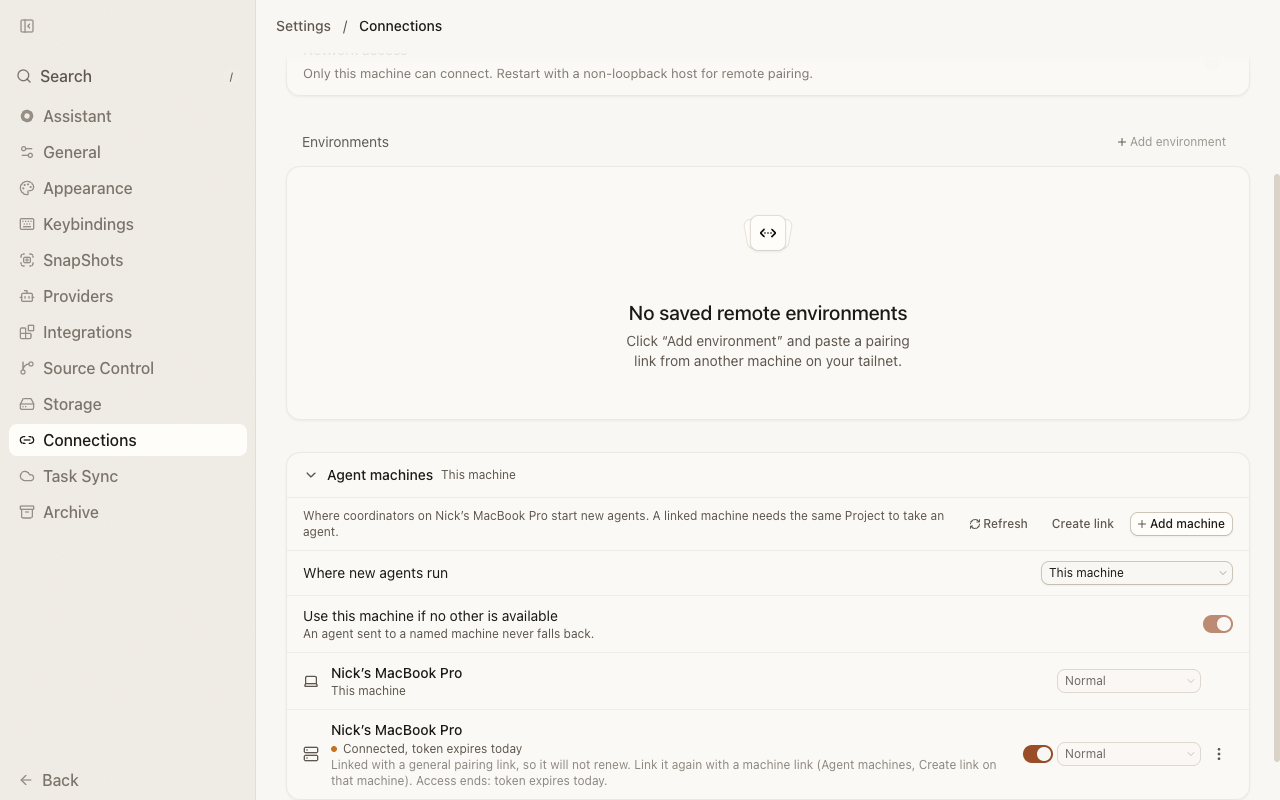 Settings / Connections
Search /
Assistant
General
Appearance
Keybindings
SnapShots
Providers
Integrations
Source Control
Storage
Connections
Task Sync
Archive
Back
Only this machine can connect. Restart with a non-loopback host for remote pairing.
Environments
+ Add environment
No saved remote environments
Click “Add environment” and paste a pairing
link from another machine on your tailnet.
Agent machines This machine
Where coordinators on Nick’s MacBook Pro start new agents. A linked machine needs the same Project to take an
agent.
Refresh
Create link
+ Add machine
Where new agents run
This machine
Use this machine if no other is available
An agent sent to a named machine never falls back.
Nick’s MacBook Pro
This machine
Normal
Nick’s MacBook Pro
Connected, token expires today
Linked with a general pairing link, so it will not renew. Link it again with a machine link (Agent machines, Create link on
that machine). Access ends: token expires today.
Normal